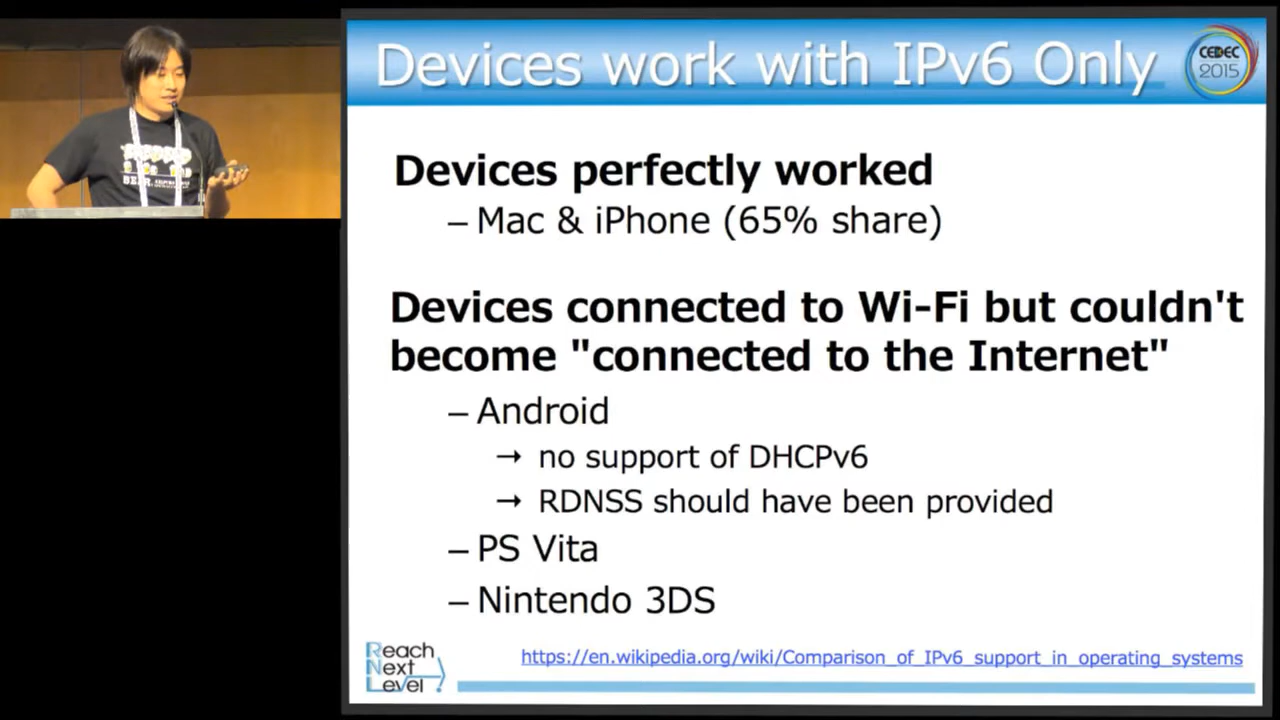 Devices work with IPv6 Only
CEDEC
2015
Devices perfectly worked
– Mac & iPhone (65% share)
Devices connected to Wi-Fi but couldn't
become "connected to the Internet"
– Android
→ no support of DHCPv6
→ RDNSS should have been provided
– PS Vita
– Nintendo 3DS
Reach
Next
Level
https://en.wikipedia.org/wiki/Comparison_of_IPv6_support_in_operating_systems